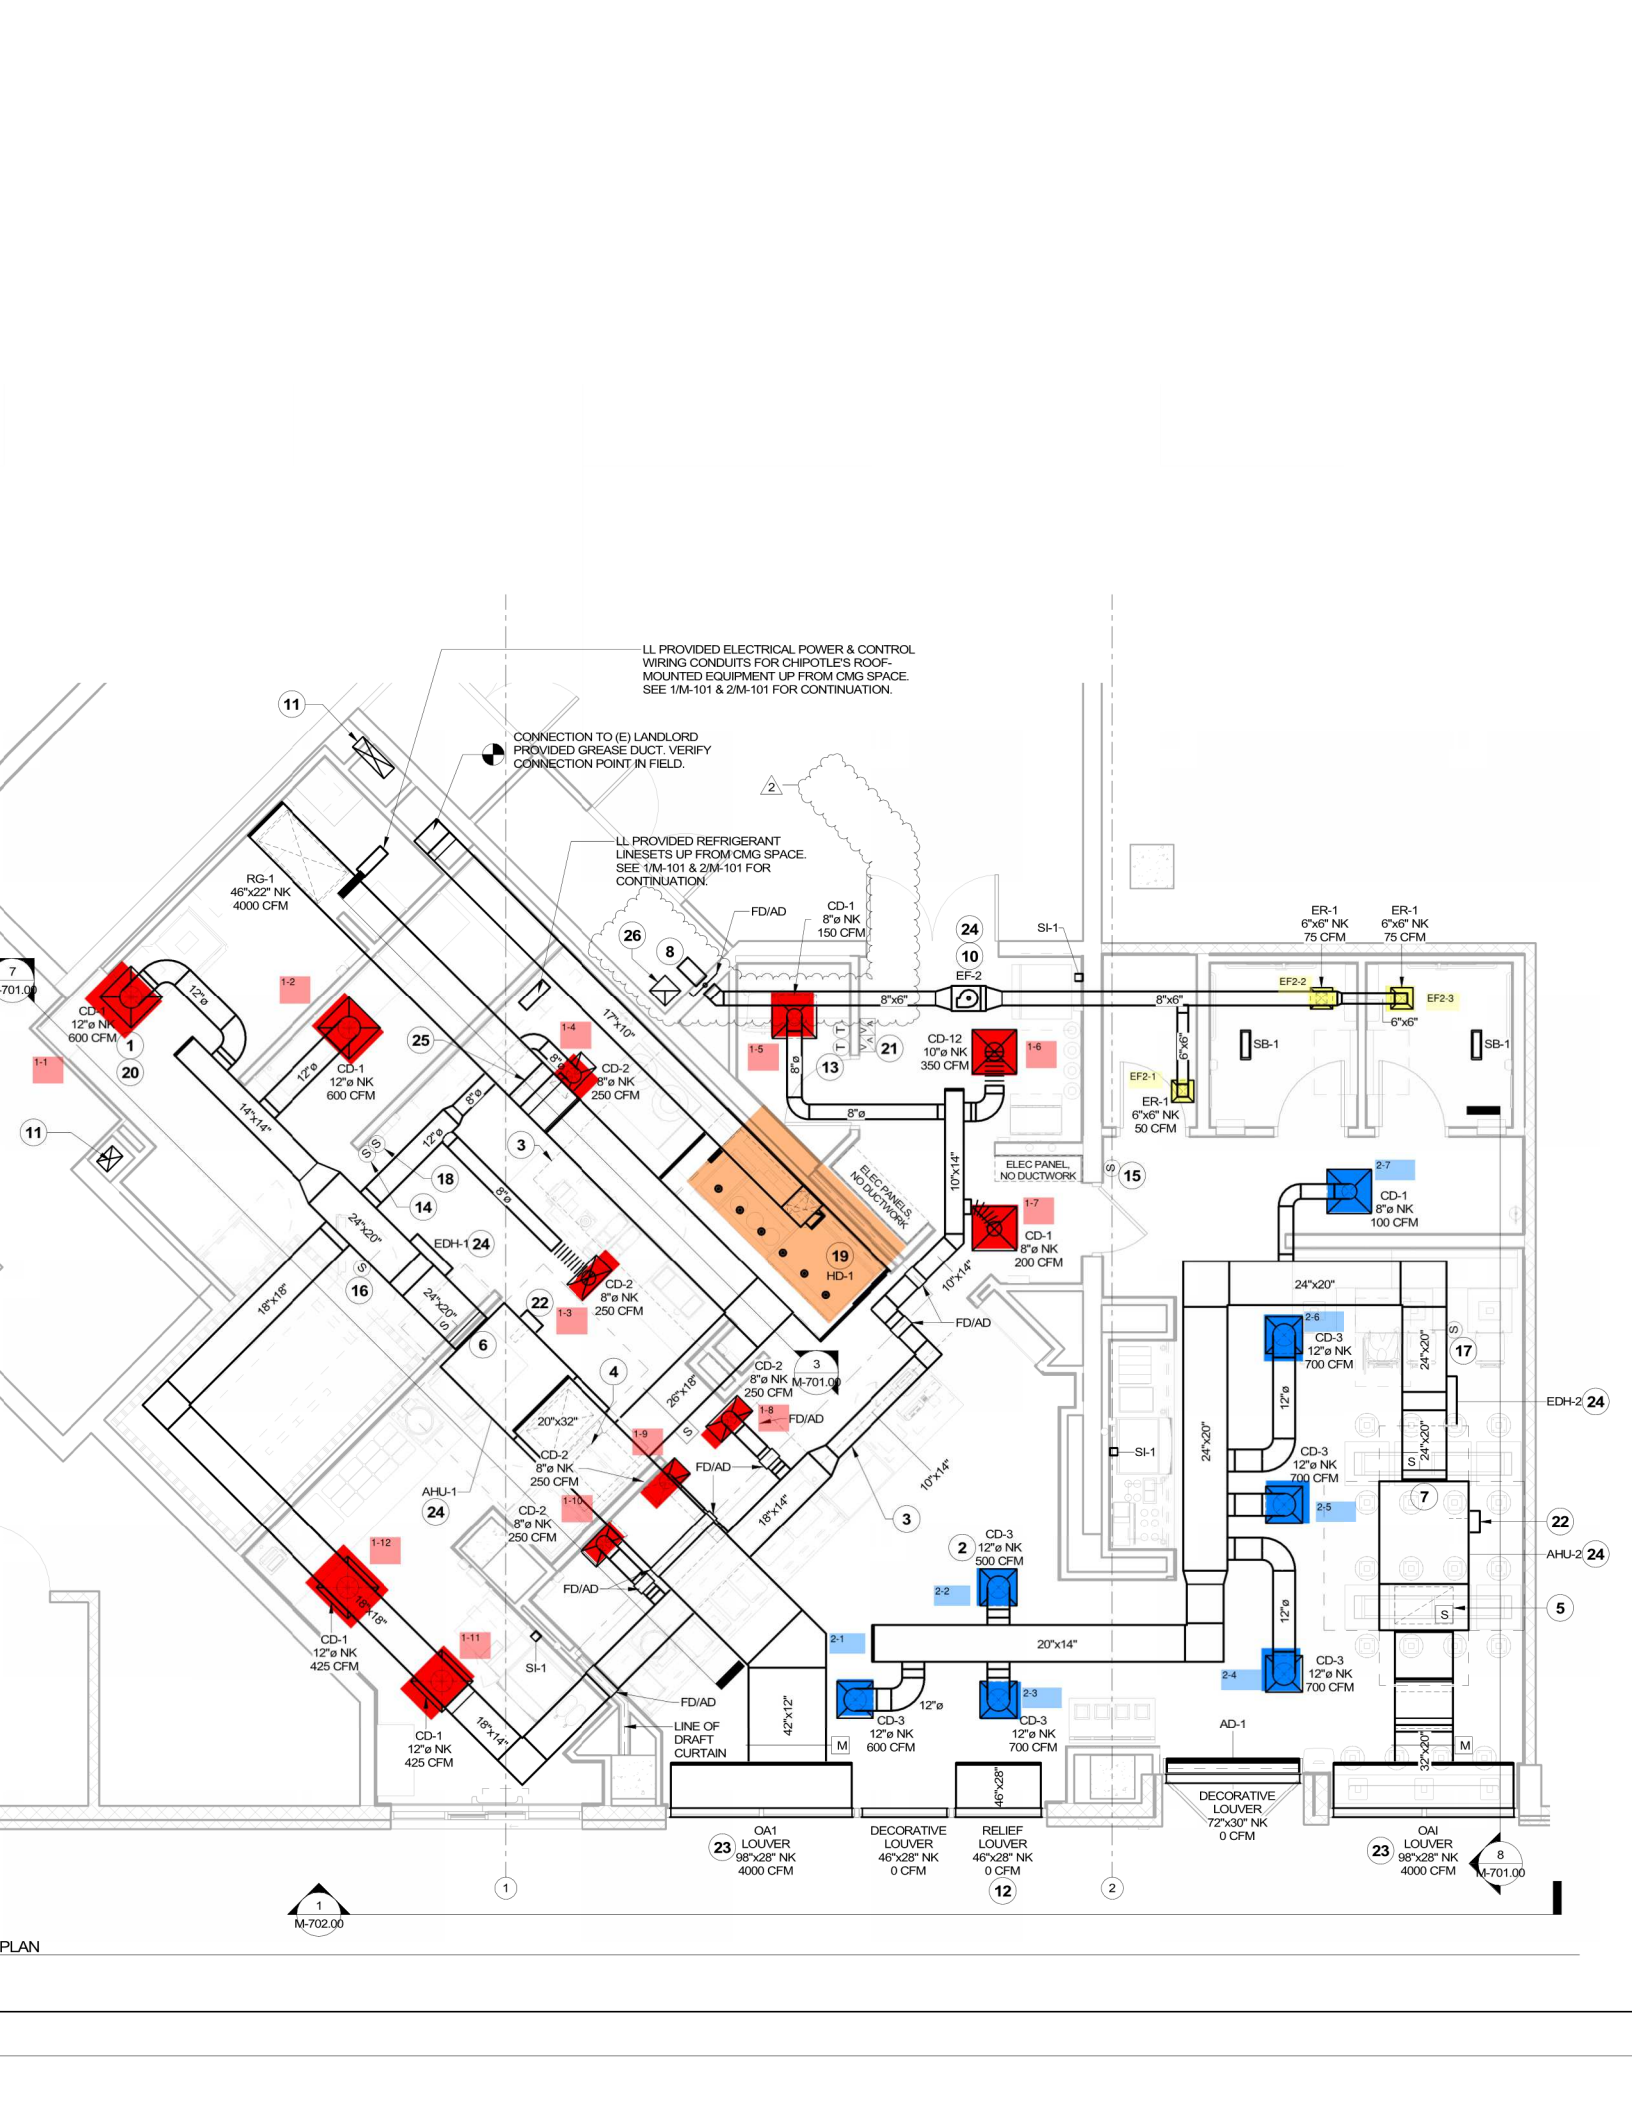 LL PROVIDED ELECTRICAL POWER & CONTROL
WIRING CONDUITS FOR CHIPOTLE'S ROOF-
MOUNTED EQUIPMENT UP FROM CMG SPACE.
SEE 1/M-101 & 2/M-101 FOR CONTINUATION.
11
CONNECTION TO (E) LANDLORD
PROVIDED GREASE DUCT. VERIFY
CONNECTION POINT IN FIELD.
2
LL PROVIDED REFRIGERANT
LINESETS UP FROM CMG SPACE.
SEE 1/M-101 & 2/M-101 FOR
CONTINUATION.
RG-1
46"x22" NK
4000 CFM
FD/AD
CD-1
8"ø NK
150 CFM
26
8
24
10
EF-2
SI-1
ER-1
6"x6" NK
75 CFM
ER-1
6"x6" NK
75 CFM
7
-701.00
1-2
12"ø
CD-1
12"ø NK
600 CFM
1
20
1-1
EF2-2
EF2-3
8"x6"
8"x6"
6"x6"
6"x6"
17"x10"
1-4
25
8"ø
CD-2
8"ø NK
250 CFM
1-5
8"ø
13
T
T
V
V
A
A
21
CD-12
10"ø NK
350 CFM
1-6
SB-1
SB-1
12"ø
CD-1
12"ø NK
600 CFM
EF2-1
ER-1
6"x6" NK
50 CFM
14"x14"
8"ø
12"ø
8"ø
11
S
S
3
18
14
8"ø
10"x14"
ELEC PANEL,
NO DUCTWORK
S
15
ELEC PANELS,
NO DUCTWORK
1-7
CD-1
8"ø NK
200 CFM
2-7
CD-1
8"ø NK
100 CFM
24"x20"
EDH-1
24
S
16
19
HD-1
10"x14"
18"x18"
24"x20"
S
22
6
CD-2
8"ø NK
250 CFM
1-3
FD/AD
24"x20"
2-6
CD-3
12"ø NK
700 CFM
24"x20"
S
17
4
CD-2
8"ø NK
250 CFM
3
M-701.00
26"x18"
1-8
FD/AD
S
12"ø
EDH-2
24
20"x32"
1-9
CD-2
8"ø NK
250 CFM
FD/AD
10"x14"
SI-1
24"x20"
24"x20"
S
CD-3
12"ø NK
700 CFM
2-5
7
AHU-1
24
1-10
CD-2
8"ø NK
250 CFM
18"x14"
3
22
2
CD-3
12"ø NK
500 CFM
AHU-2
24
1-12
FD/AD
2-2
12"ø
S
5
18"x18"
CD-1
12"ø NK
425 CFM
1-11
SI-1
2-1
20"x14"
CD-3
12"ø NK
700 CFM
2-4
FD/AD
LINE OF
DRAFT
CURTAIN
42"x12"
M
2-3
12"ø
CD-3
12"ø NK
600 CFM
CD-3
12"ø NK
700 CFM
AD-1
18"x14"
CD-1
12"ø NK
425 CFM
32"x20"
M
46"x28"
DECORATIVE
LOUVER
72"x30" NK
0 CFM
23
OA1
LOUVER
98"x28" NK
4000 CFM
DECORATIVE
LOUVER
46"x28" NK
0 CFM
RELIEF
LOUVER
46"x28" NK
0 CFM
12
23
OAI
LOUVER
98"x28" NK
4000 CFM
8
M-701.00
1
2
1
M-702.00
PLAN